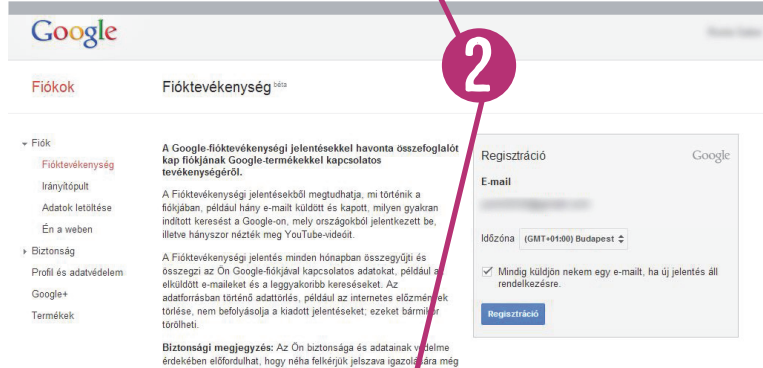 Google
2
Fiókok
Fióktevékenység béta
Fiók
Fióktevékenység
Irányítópult
Adatok letöltése
Én a weben
Biztonság
Profil és adatvédelem
Google+
Termékek
A Google-fióktevékenységi jelentésekkel havonta összefoglalót
kap fiókjának Google-termékekkel kapcsolatos
tevékenységéről.
A Fióktevékenységi jelentésekből megtudhatja, mi történik a
fiókjában, például hány e-mailt küldött és kapott, milyen gyakran
indított keresést a Google-on, mely országokból jelentkezett be,
illetve hányszor nézték meg YouTube-videóit.
A Fióktevékenységi jelentés minden hónapban összegyűjti és
összegzi az Ön Google-fiókjával kapcsolatos adatokat, például az
elküldött e-maileket és a leggyakoribb kereséseket. Az
adatforrásban történő adattörlés, például az internetes előzmények
törlése, nem befolyásolja a kiadott jelentéseket; ezeket bármikor
törölheti.
Biztonsági megjegyzés: Az Ön biztonsága és adatainak védelme
érdekében előfordulhat, hogy néha felkérjük jelszava igazolására még
Regisztráció
Google
E-mail
Időzóna (GMT+01:00) Budapest
Mindig küldjön nekem egy e-mailt, ha új jelentés áll
rendelkezésre.
Regisztráció